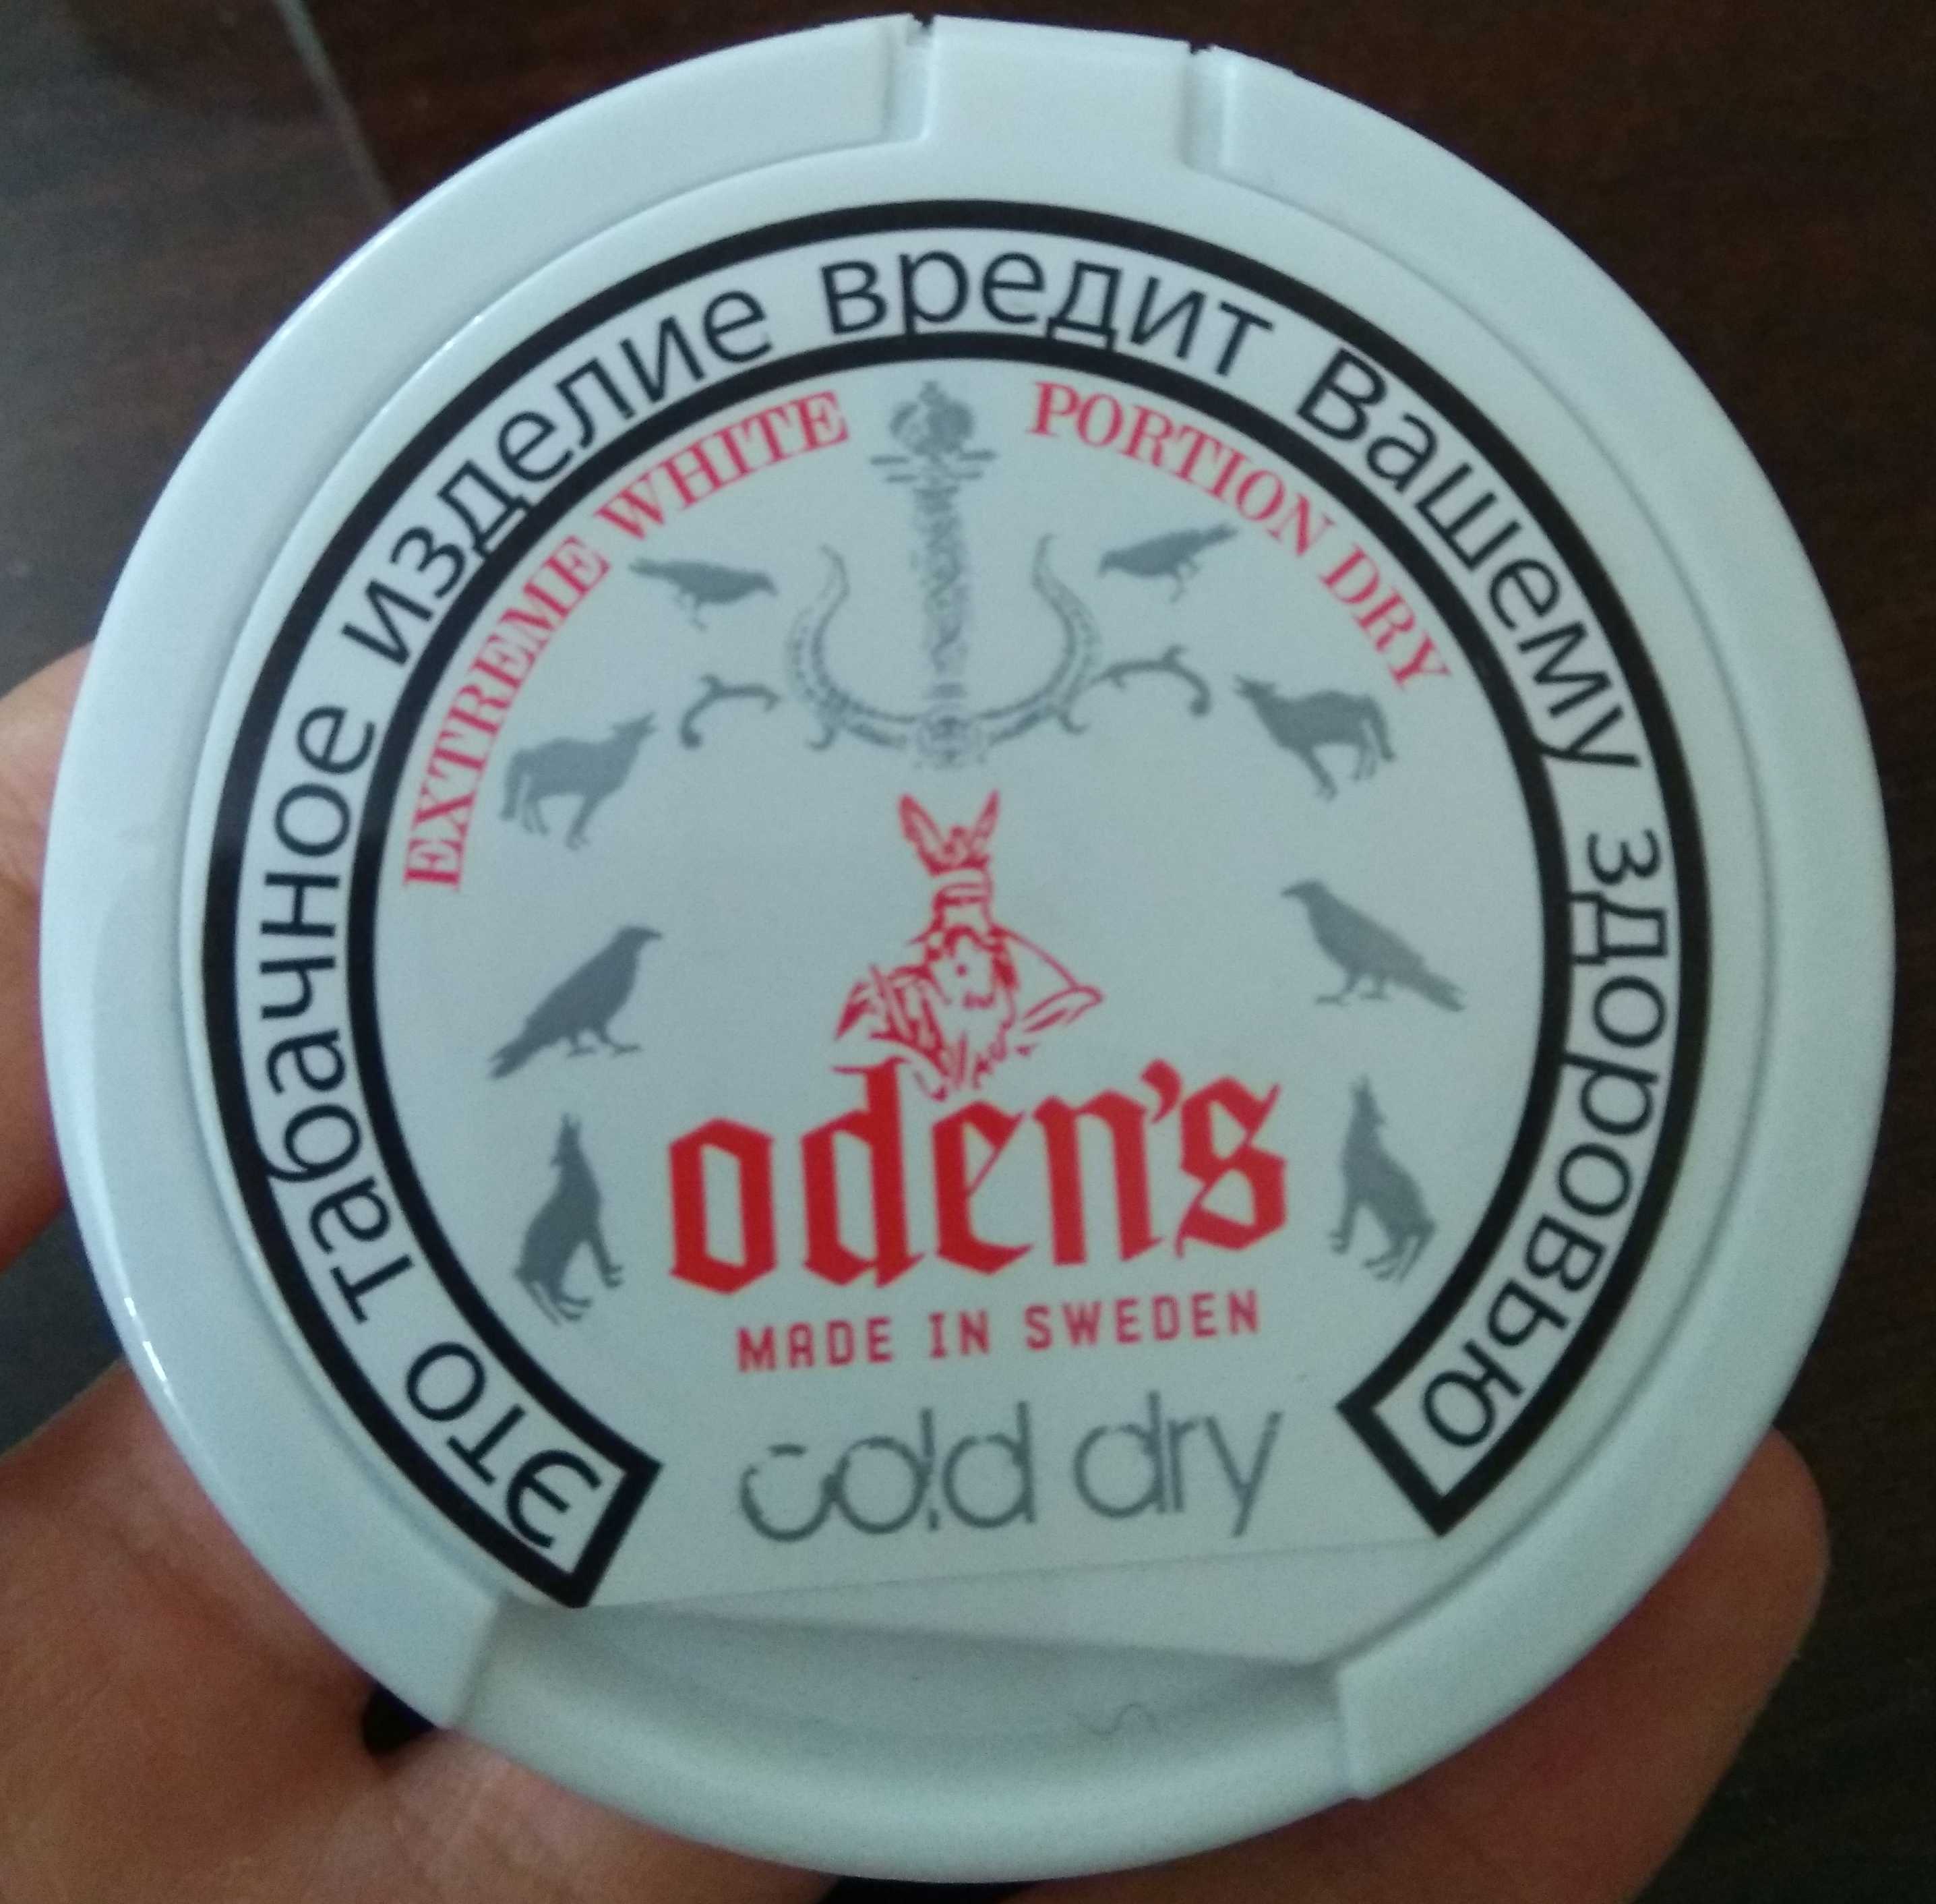 Это табачное изделие вредит Вашему здоровью
EXTREME WHITE PORTION DRY
oden's
MADE IN SWEDEN
cold dry